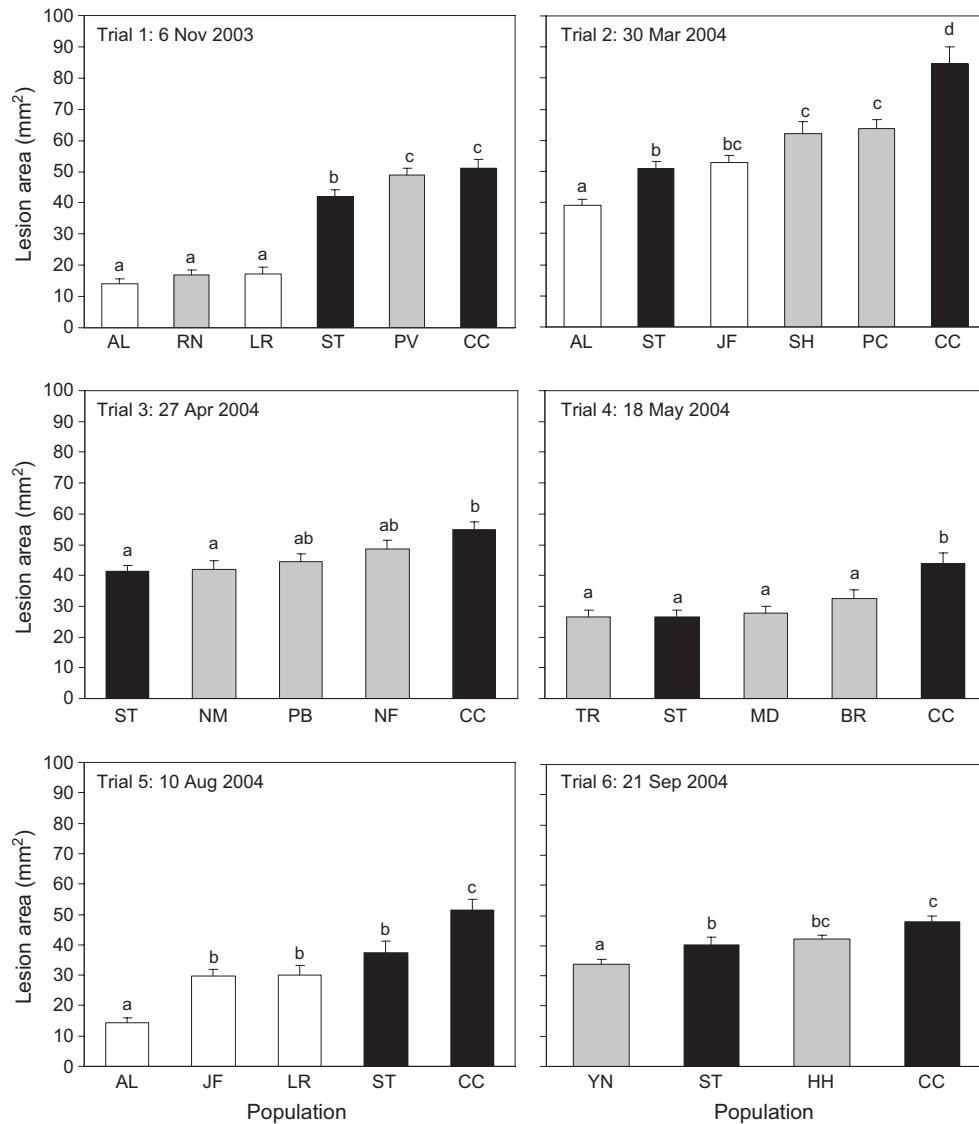 Trial 1: 6 Nov 2003
Lesion area (mm²)
100
90
80
70
60
50
40
30
20
10
0
a a a b c c
AL RN LR ST PV CC
Trial 2: 30 Mar 2004
a b bc c c d
AL ST JF SH PC CC
Trial 3: 27 Apr 2004
Lesion area (mm²)
100
90
80
70
60
50
40
30
20
10
0
a a ab ab b
ST NM PB NF CC
Trial 4: 18 May 2004
a a a a b
TR ST MD BR CC
Trial 5: 10 Aug 2004
Lesion area (mm²)
100
90
80
70
60
50
40
30
20
10
0
a b b b c
AL JF LR ST CC
Population
Trial 6: 21 Sep 2004
a b bc c
YN ST HH CC
Population